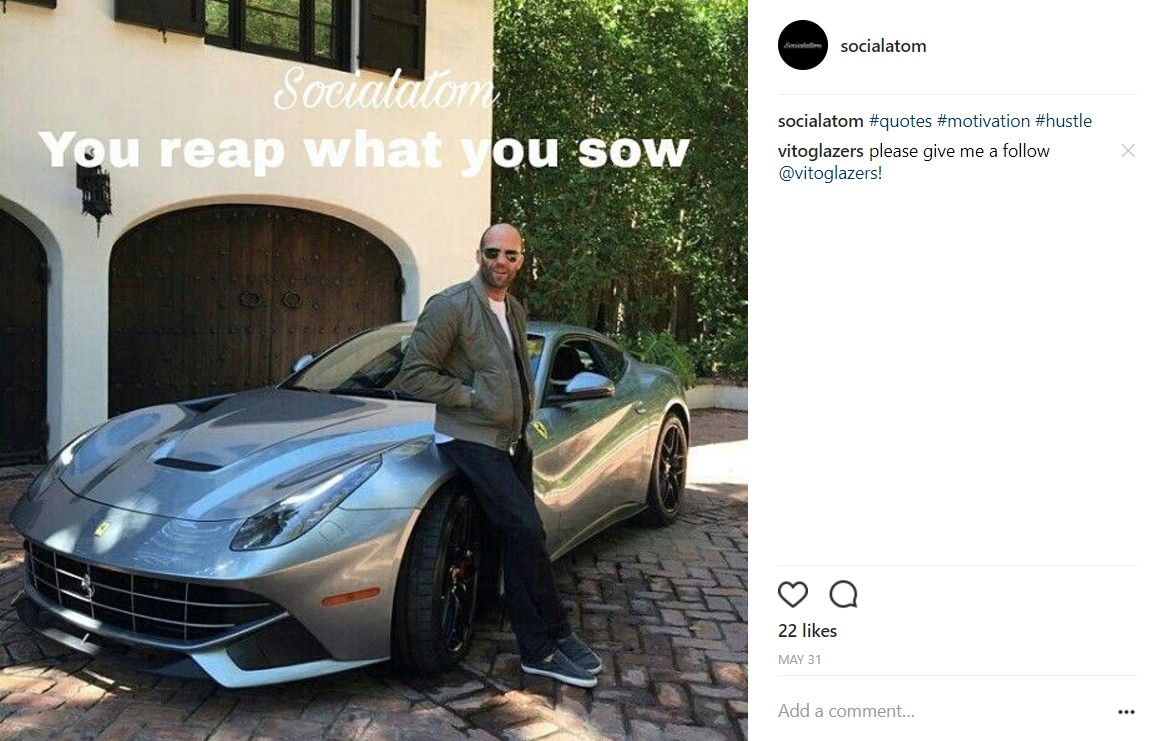 Socialatom
You reap what you sow
Socialatom
socialatom
socialatom #quotes #motivation #hustle
vitoglazers please give me a follow
@vitoglazers!
22 likes
MAY 31
Add a comment...